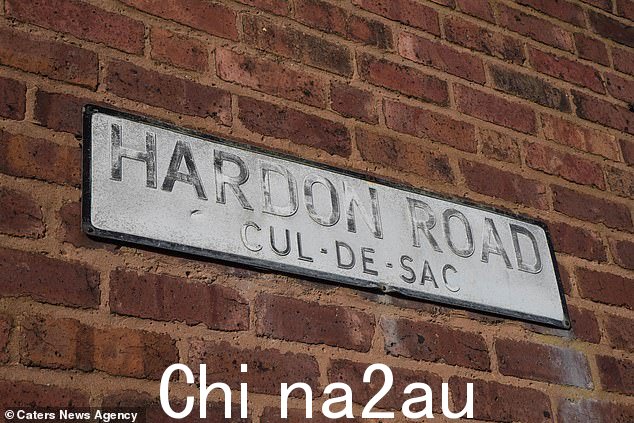 HARDON ROAD
CUL-DE-SAC
Chi na2au
©Caters News Agency